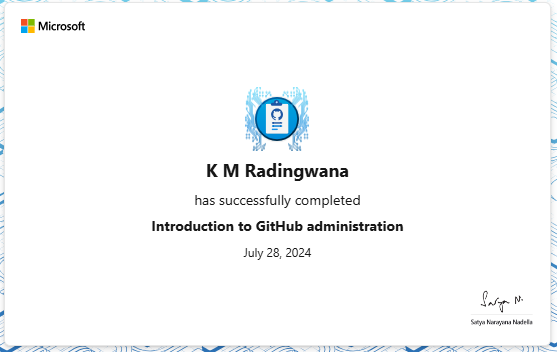 Microsoft
K M Radingwana
has successfully completed
Introduction to GitHub administration
July 28, 2024
Satya N.
Satya Narayana Nadella